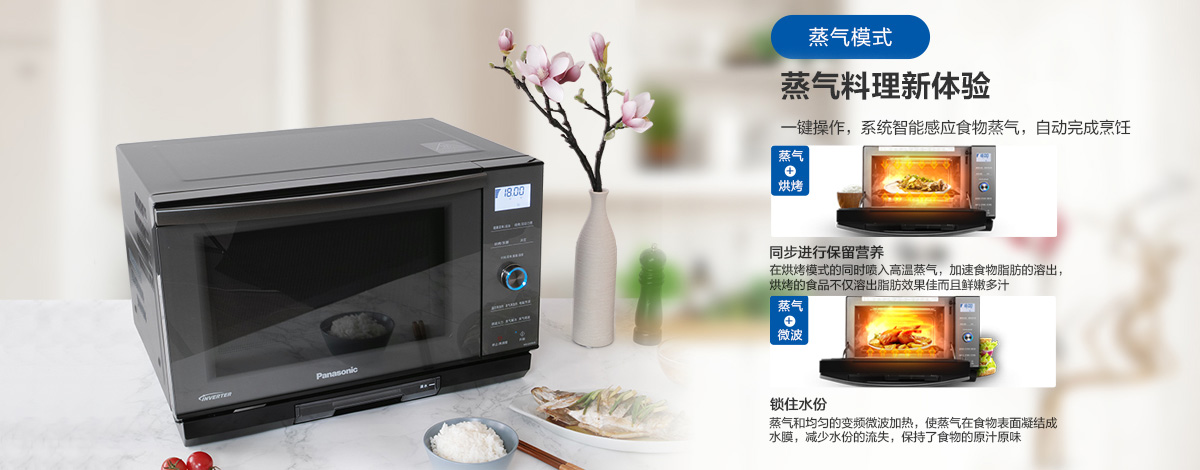 蒸气模式
蒸气料理新体验
一键操作，系统智能感应食物蒸气，自动完成烹饪
蒸气
+
烘烤
同步进行保留营养
在烘烤模式的同时喷入高温蒸气，加速食物脂肪的溶出，
烘烤的食品不仅溶出脂肪效果佳而且鲜嫩多汁
蒸气
+
微波
锁住水份
蒸气和均匀的变频微波加热，使蒸气在食物表面凝结成
水膜，减少水份的流失，保持了食物的原汁原味
18:00
Panasonic
INVERTER